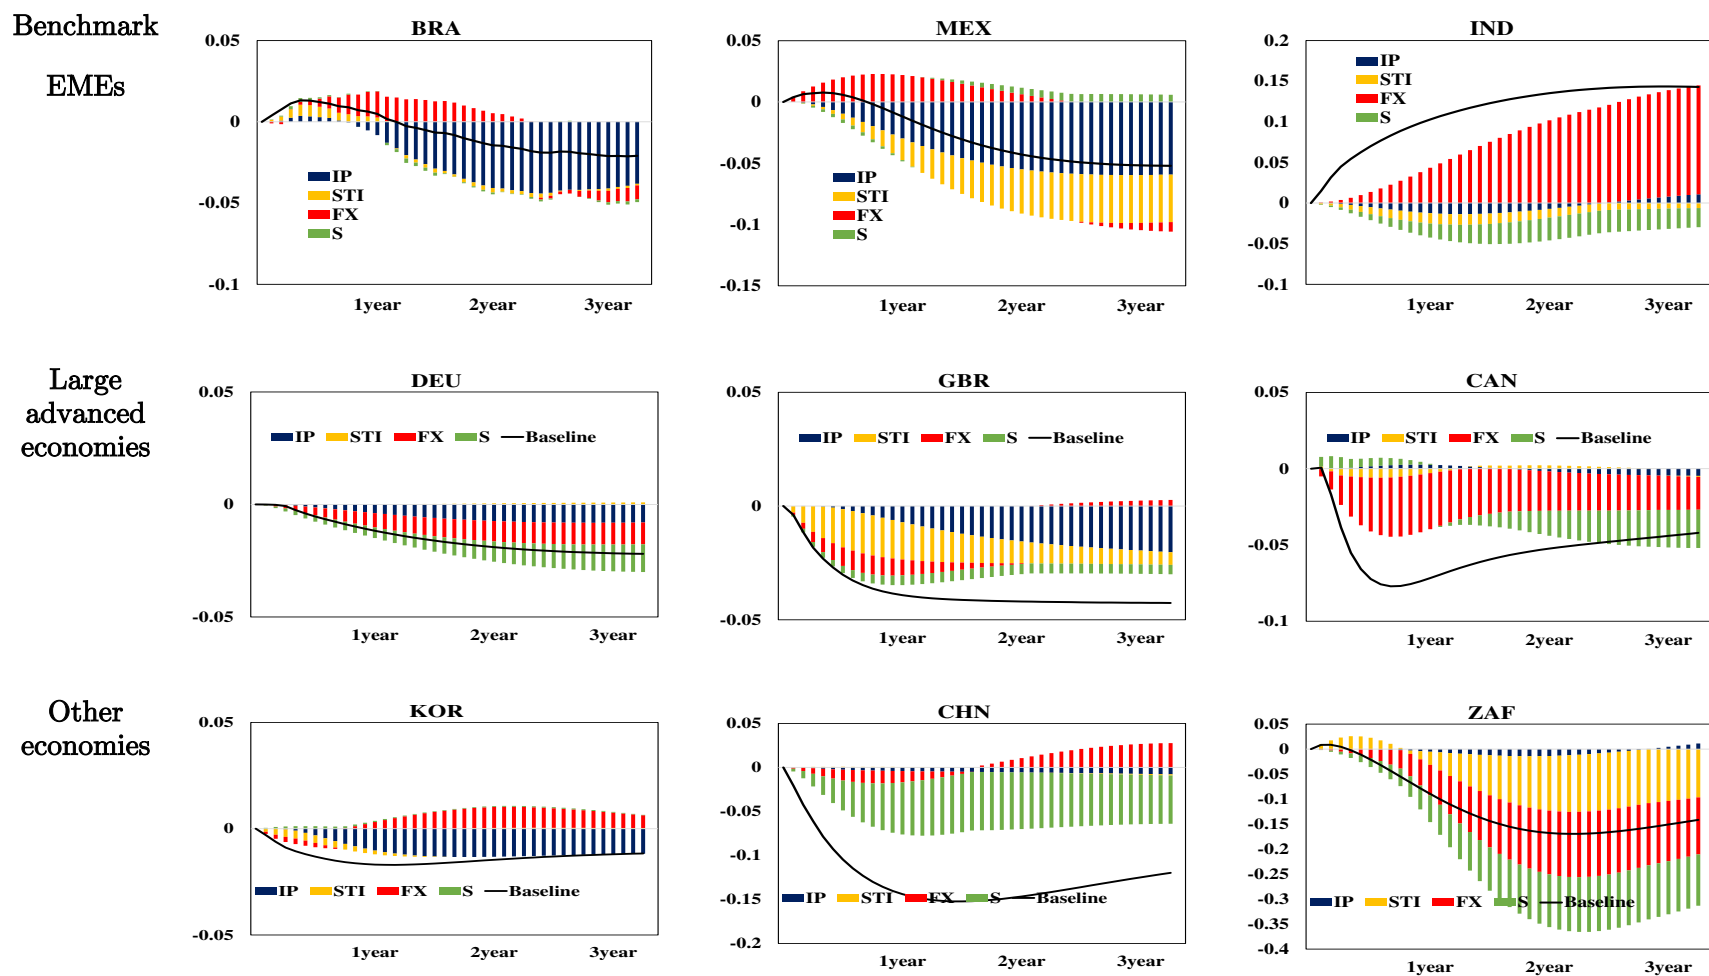 Benchmark
EMEs
BRA
0.05
0
-0.05
-0.1
IP
STI
FX
S
1year 2year 3year
MEX
0.05
0
-0.05
-0.1
-0.15
IP
STI
FX
S
1year 2year 3year
IND
0.2
0.15
0.1
0.05
0
-0.05
-0.1
IP
STI
FX
S
1year 2year 3year
Large
advanced
economies
DEU
0.05
0
-0.05
IP STI FX S Baseline
1year 2year 3year
GBR
0.05
0
-0.05
IP STI FX S Baseline
1year 2year 3year
CAN
0.05
0
-0.05
-0.1
IP STI FX S Baseline
1year 2year 3year
Other
economies
KOR
0.05
0
-0.05
IP STI FX S Baseline
1year 2year 3year
CHN
0.05
0
-0.05
-0.1
-0.15
-0.2
IP STI FX S Baseline
1year 2year 3year
ZAF
0.05
0
-0.05
-0.1
-0.15
-0.2
-0.25
-0.3
-0.35
-0.4
IP STI FX S Baseline
1year 2year 3year